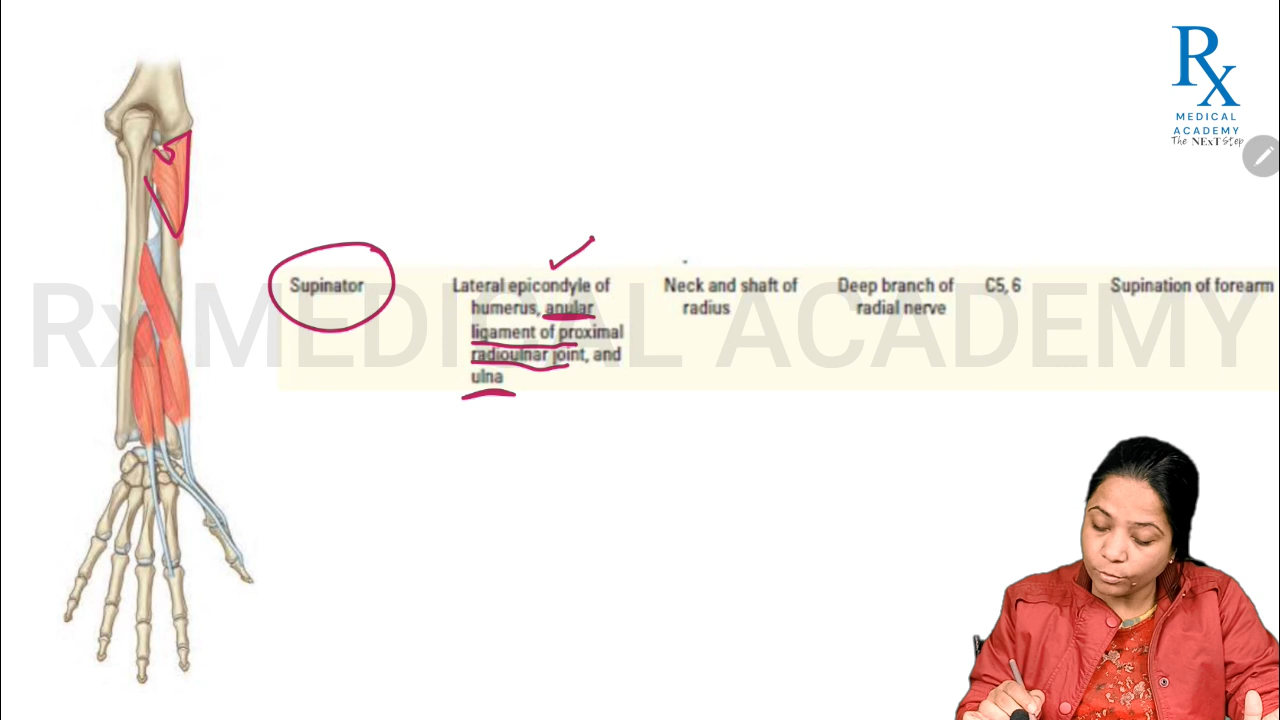 Rx
MEDICAL
ACADEMY
The NExT Step
Supinator
Lateral epicondyle of
humerus, anular
ligament of proximal
radioulnar joint, and
ulna
Neck and shaft of
radius
Deep branch of
radial nerve
C5, 6
Supination of forearm
Rx MEDICAL ACADEMY